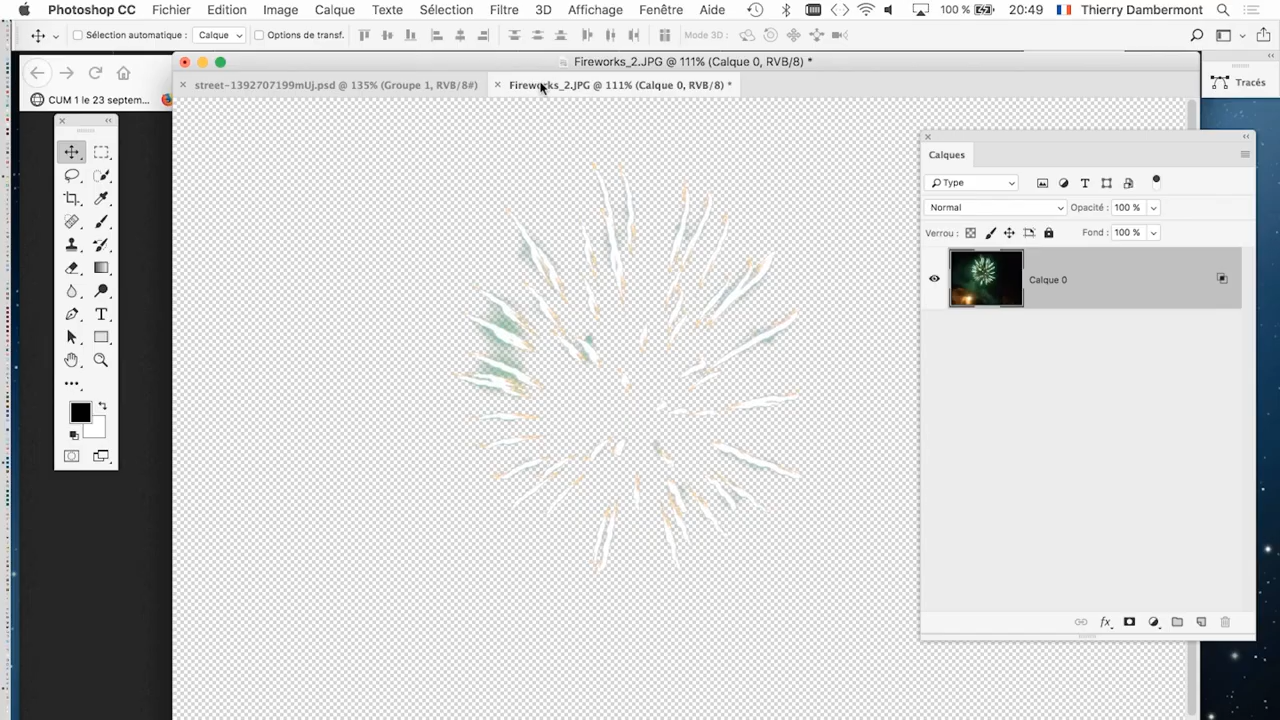 Photoshop CC Fichier Edition Image Calque Texte Sélection Filtre 3D Affichage Fenêtre Aide 100 % 20:49 Thierry Dambermont
Sélection automatique : Calque Options de transf. Mode 3D :
Fireworks_2.JPG @ 111% (Calque 0, RVB/8) *
street-1392707199mUj.psd @ 135% (Groupe 1, RVB/8#) Fireworks_2.JPG @ 111% (Calque 0, RVB/8) *
Tracés
CUM 1 le 23 septem...
Calques
Type
Normal Opacité : 100 %
Verrou : Fond : 100 %
Calque 0
fx